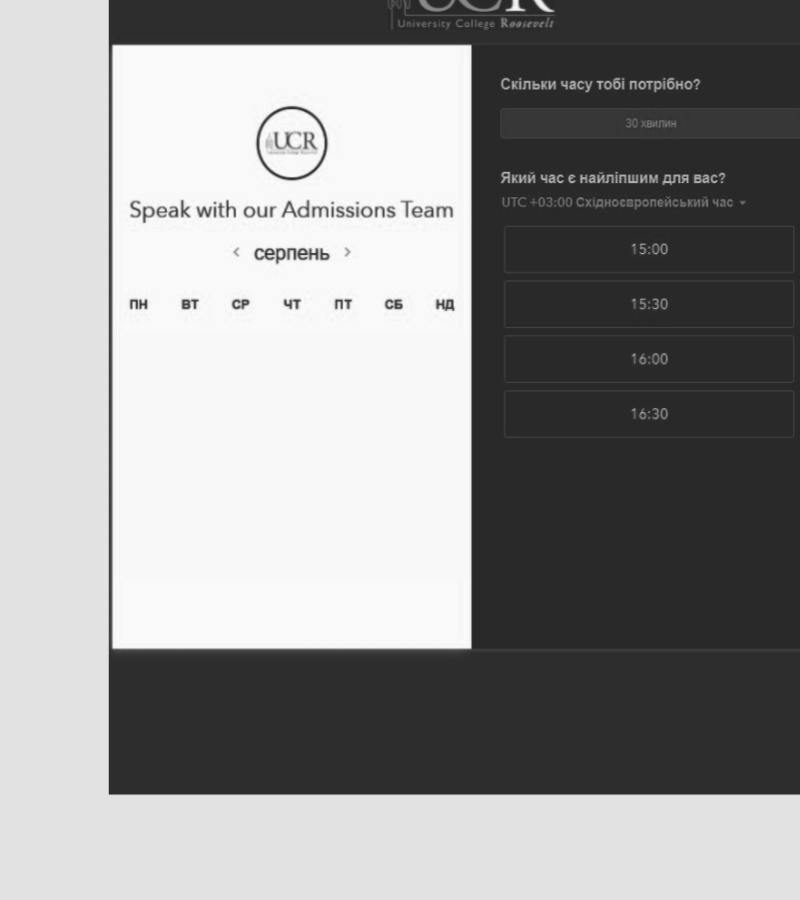 UCR
University College Roosevelt
UCR
Speak with our Admissions Team
< серпень >
ПН ВТ СР ЧТ ПТ СБ НД
Скільки часу тобі потрібно?
30 хвилин
Який час є найліпшим для вас?
UTC +03:00 Східноєвропейський час
15:00
15:30
16:00
16:30